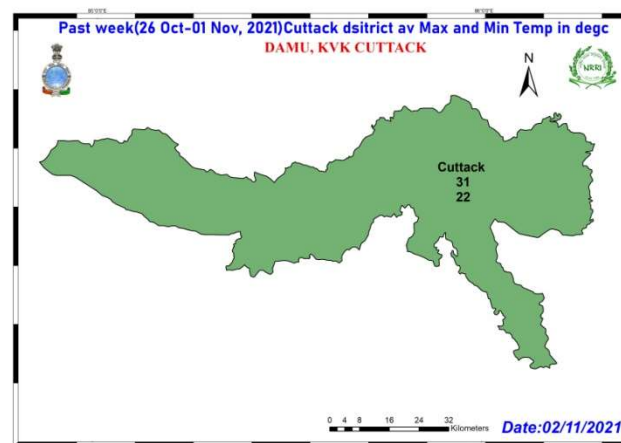 Past week(26 Oct-01 Nov, 2021)Cuttack dsitrict av Max and Min Temp in degc
DAMU, KVK CUTTACK
N
NRRI
Cuttack
31
22
0 4 8 16 24 32
Kilometers
Date:02/11/2021